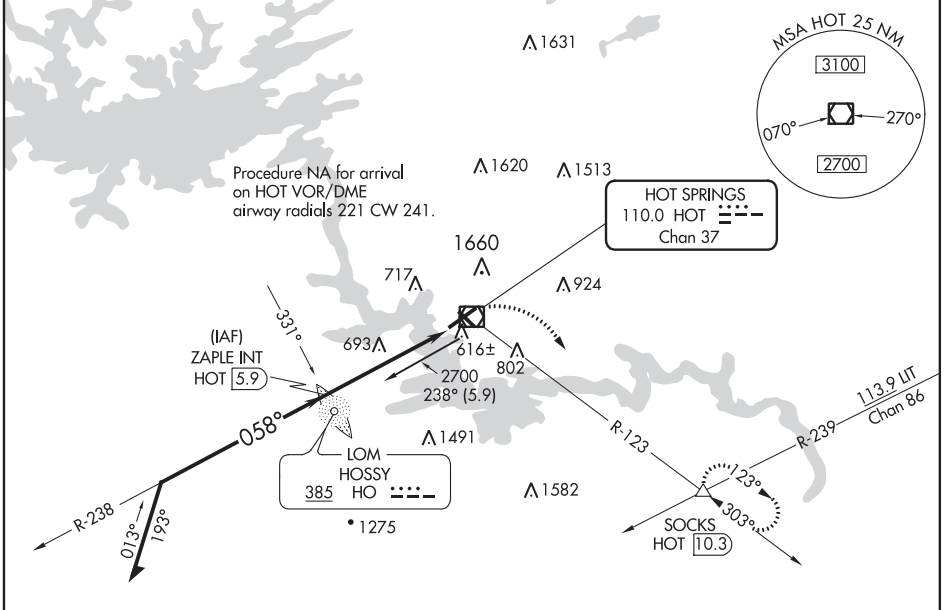 1631
MSA HOT 25 NM
3100
070°
270°
2700
Procedure NA for arrival
on HOT VOR/DME
airway radials 221 CW 241.
1620
1513
HOT SPRINGS
110.0 HOT
Chan 37
1660
717
924
331°
(IAF)
ZAPLE INT
HOT 5.9
693
616±
802
2700
238° (5.9)
113.9 LIT
Chan 86
058°
R-123
R-239
1491
LOM
HOSSY
385 HO
123°
303°
1582
R-238
013°
193°
1275
SOCKS
HOT 10.3